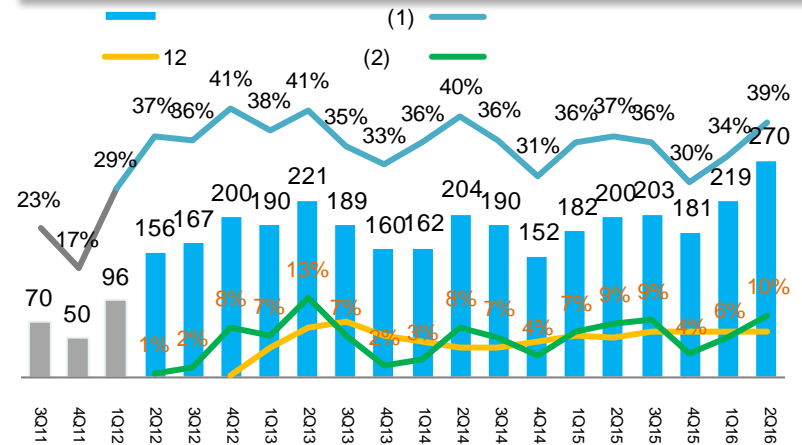 (1)
12 (2)
23% 17% 29% 37% 36% 41% 38% 41% 35% 33% 36% 40% 36% 31% 36% 37% 36% 30% 34% 39%
70 50 96 156 167 200 190 221 189 160 162 204 190 152 182 200 203 181 219 270
1% 2% 8% 7% 13% 7% 2% 3% 8% 7% 4% 7% 9% 9% 4% 6% 10%
3Q11 4Q11 1Q12 2Q12 3Q12 4Q12 1Q13 2Q13 3Q13 4Q13 1Q14 2Q14 3Q14 4Q14 1Q15 2Q15 3Q15 4Q15 1Q16 2Q16